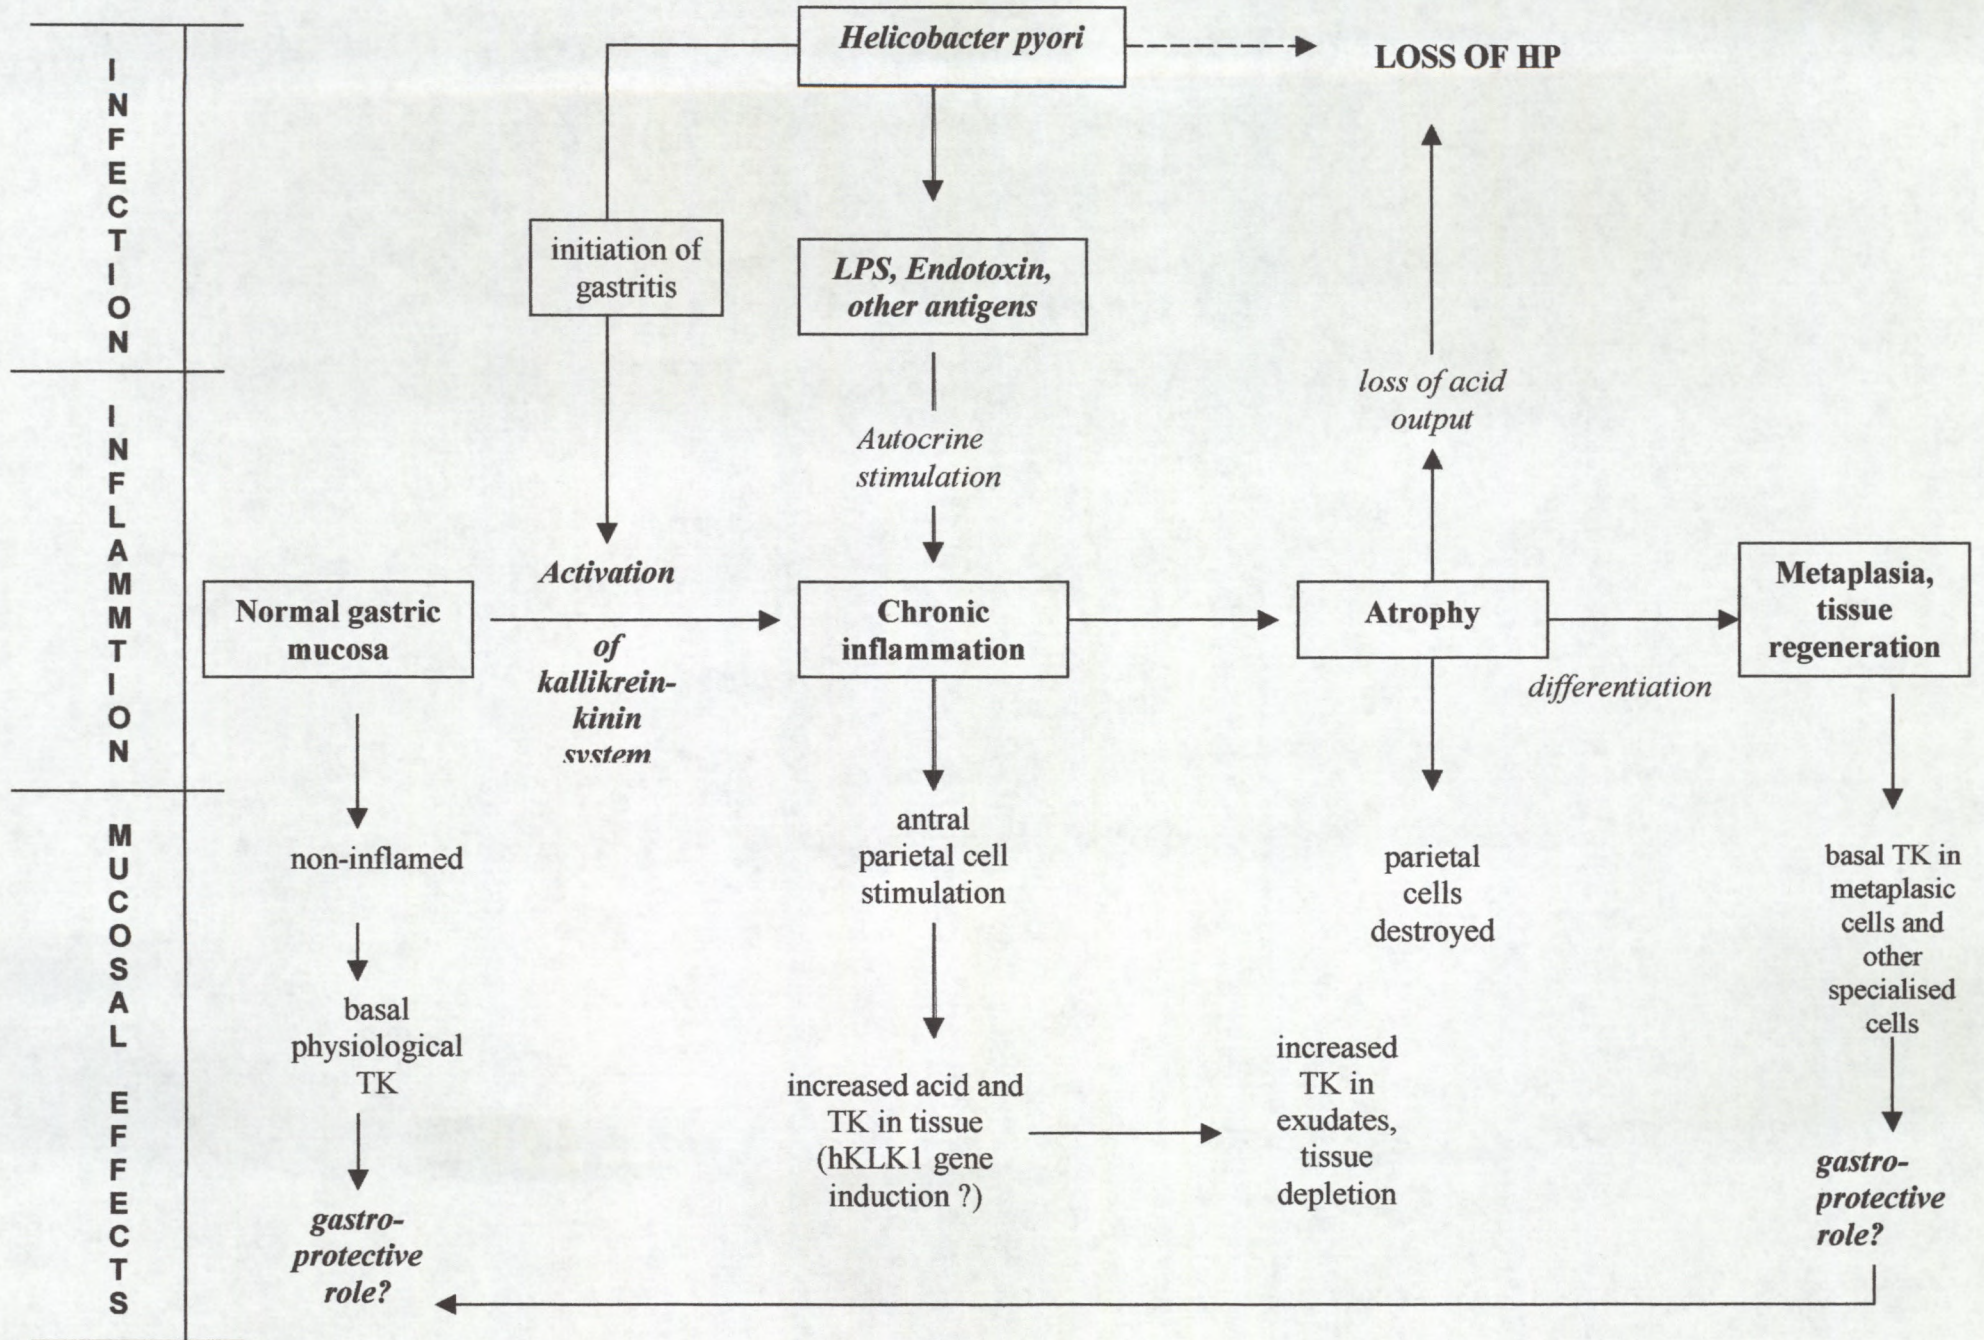 INFECTION
INFLAMMTION
MUCOSAL EFFECTS
Helicobacter pyori
LOSS OF HP
initiation of
gastritis
LPS, Endotoxin,
other antigens
loss of acid
output
Autocrine
stimulation
Activation
of
kallikrein-
kinin
system
Normal gastric
mucosa
Chronic
inflammation
Atrophy
differentiation
Metaplasia,
tissue
regeneration
non-inflamed
basal
physiological
TK
gastro-
protective
role?
antral
parietal cell
stimulation
increased acid and
TK in tissue
(hKLK1 gene
induction ?)
increased
TK in
exudates,
tissue
depletion
parietal
cells
destroyed
basal TK in
metaplasic
cells and
other
specialised
cells
gastro-
protective
role?